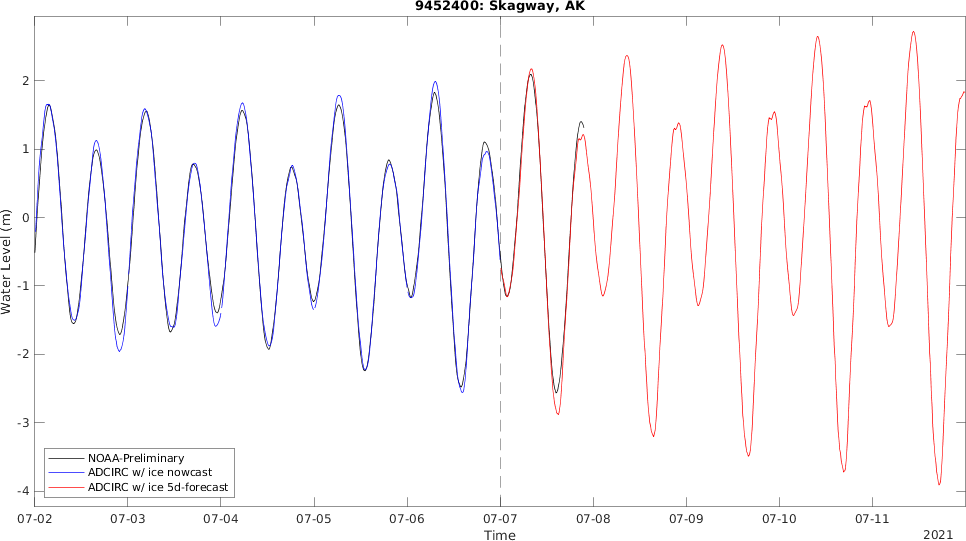 9452400: Skagway, AK
Water Level (m)
2
1
0
-1
-2
-3
-4
NOAA-Preliminary
ADCIRC w/ ice nowcast
ADCIRC w/ ice 5d-forecast
07-02 07-03 07-04 07-05 07-06 07-07 07-08 07-09 07-10 07-11
Time
2021